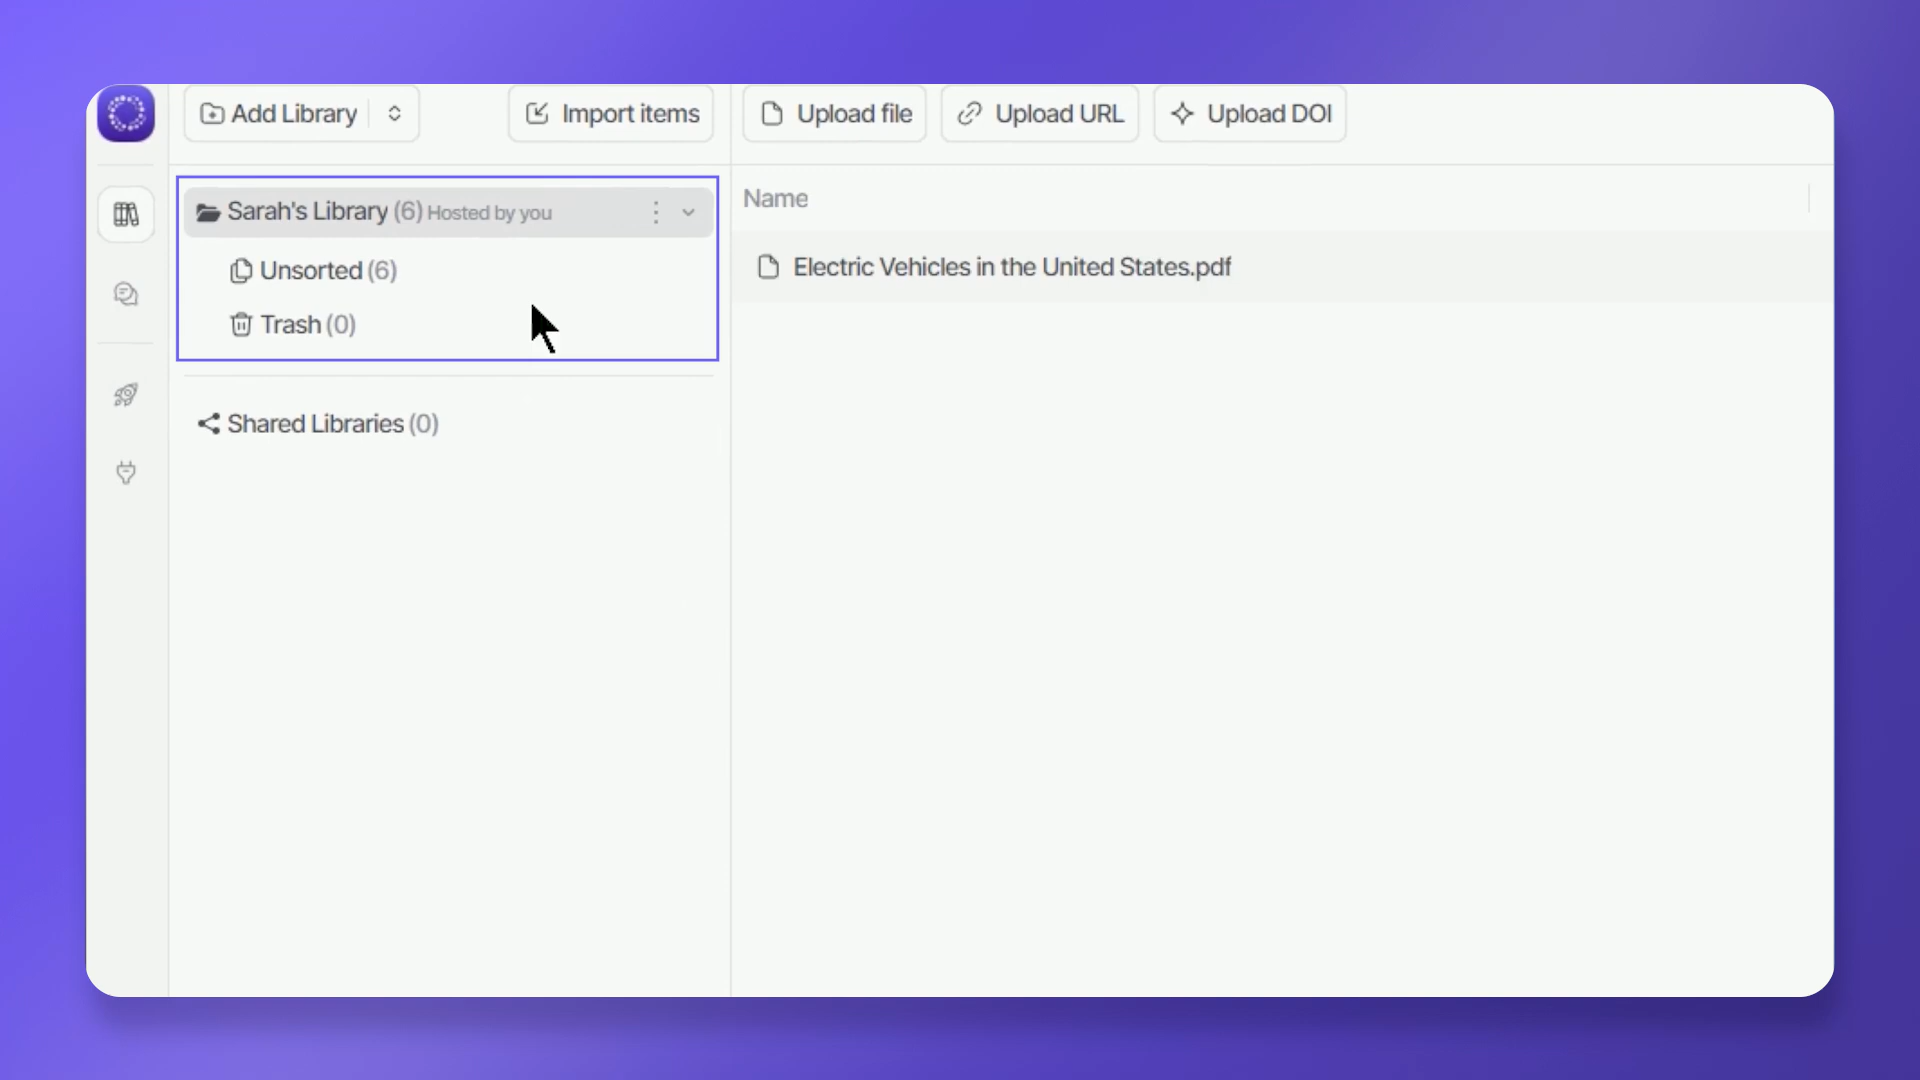 Add Library
Import items
Upload file
Upload URL
Upload DOI
Sarah's Library (6) Hosted by you
Unsorted (6)
Trash (0)
Shared Libraries (0)
Name
Electric Vehicles in the United States.pdf